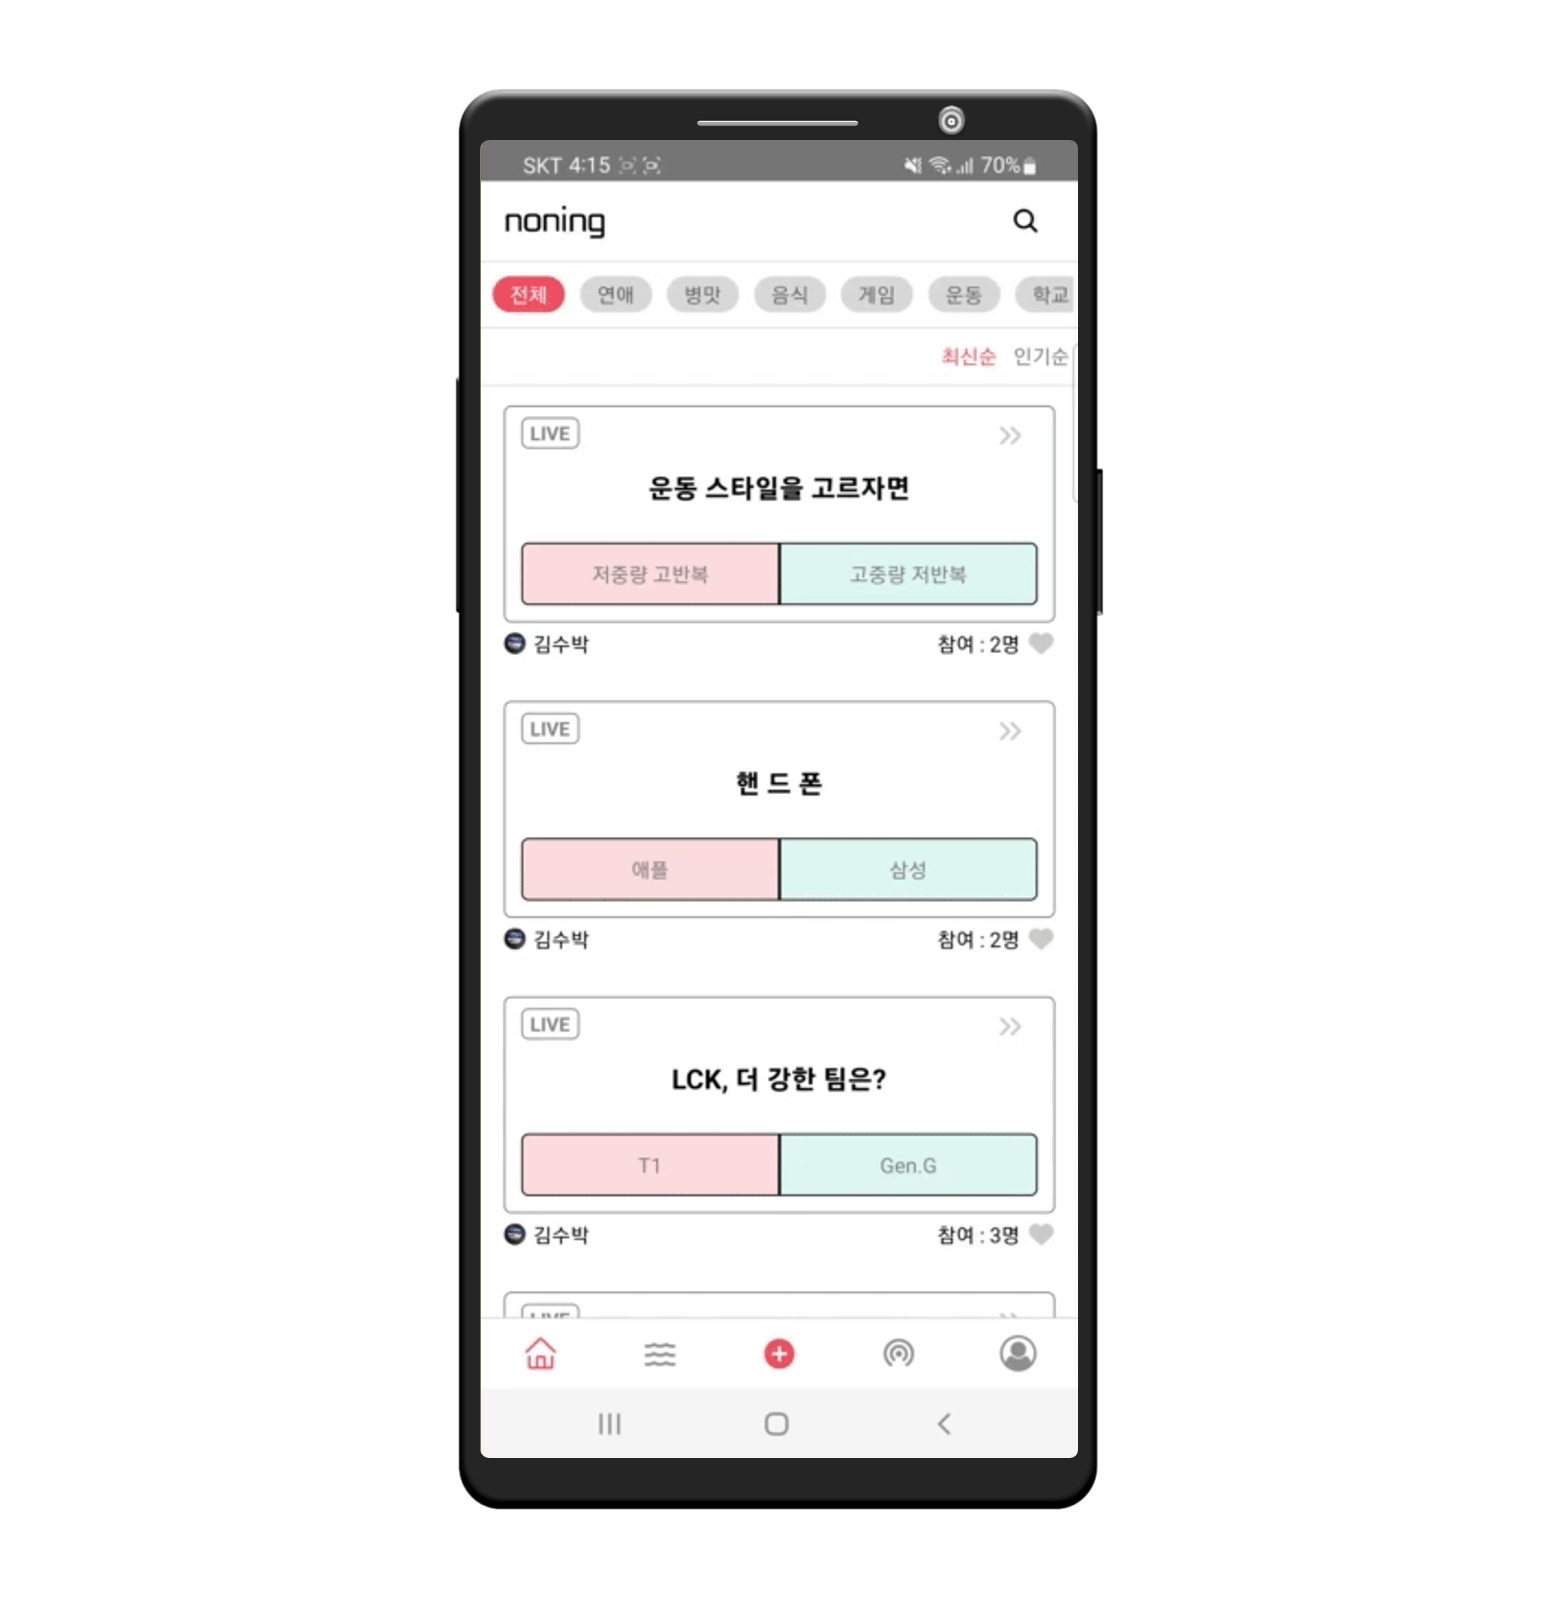 SKT 4:15 70%
noning
전체 연애 병맛 음식 게임 운동 학교
최신순 인기순
LIVE
운동 스타일을 고르자면
저중량 고반복 고중량 저반복
김수박 참여 : 2명
LIVE
핸 드 폰
애플 삼성
김수박 참여 : 2명
LIVE
LCK, 더 강한 팀은?
T1 Gen.G
김수박 참여 : 3명
LIVE